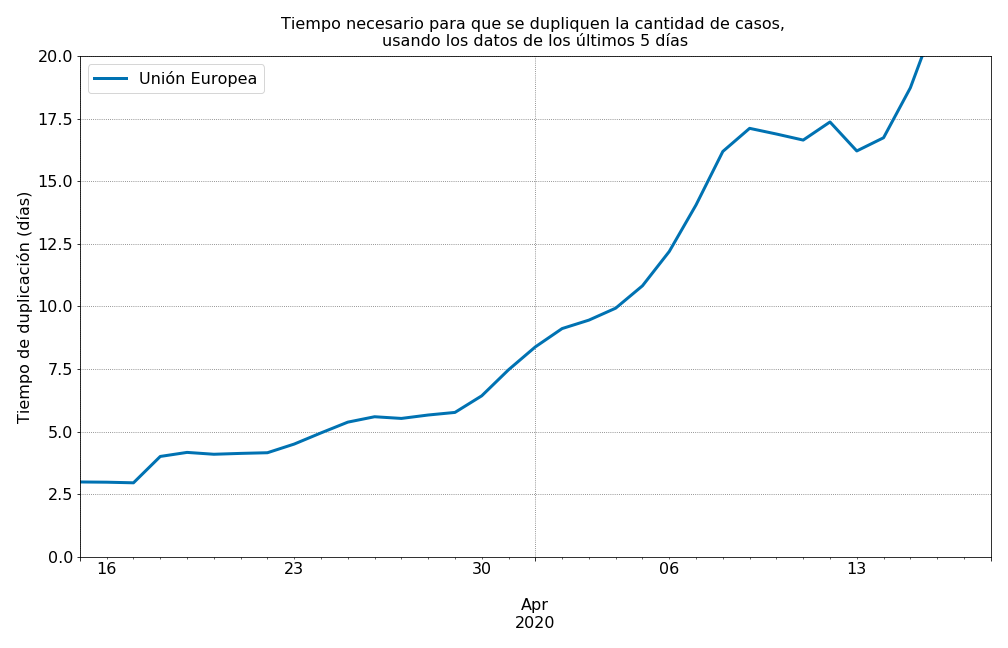 Tiempo necesario para que se dupliquen la cantidad de casos,
usando los datos de los últimos 5 días
Unión Europea
Tiempo de duplicación (días)
20.0
17.5
15.0
12.5
10.0
7.5
5.0
2.5
0.0
16 23 30 06 13
Apr
2020